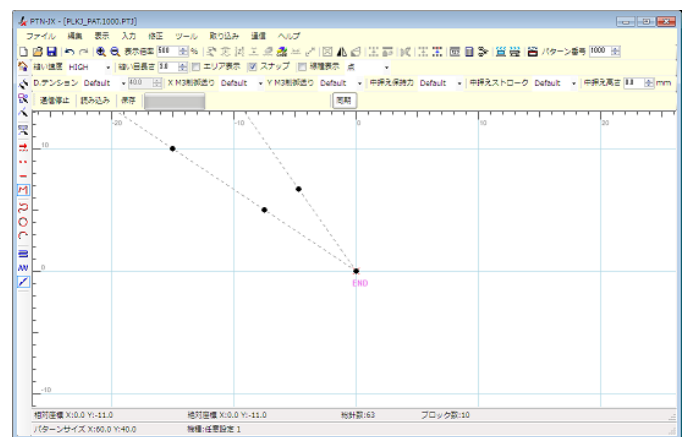 PTN-JX - [PLKJ_PAT.1000.PTJ]
ファイル 編集 表示 入力 修正 ツール 取り込み 通信 ヘルプ
表示倍率 500 % パターン番号 1000
縫い速度 HIGH 縫い目長さ 3.0 エリア表示 スナップ 線種表示 点
D.テンション Default 40.0 X M3制御送り Default Y M3制御送り Default 中押え保持力 Default 中押えストローク Default 中押え高さ mm
通信停止 読み込み 保存 実行
-20 -10 0 10 20
10
0
END
-10
相対座標 X:0.0 Y:-11.0 絶対座標 X:0.0 Y:-11.0 総針数:63 ブロック数:10
パターンサイズ X:60.0 Y:40.0 機種:任意設定 1